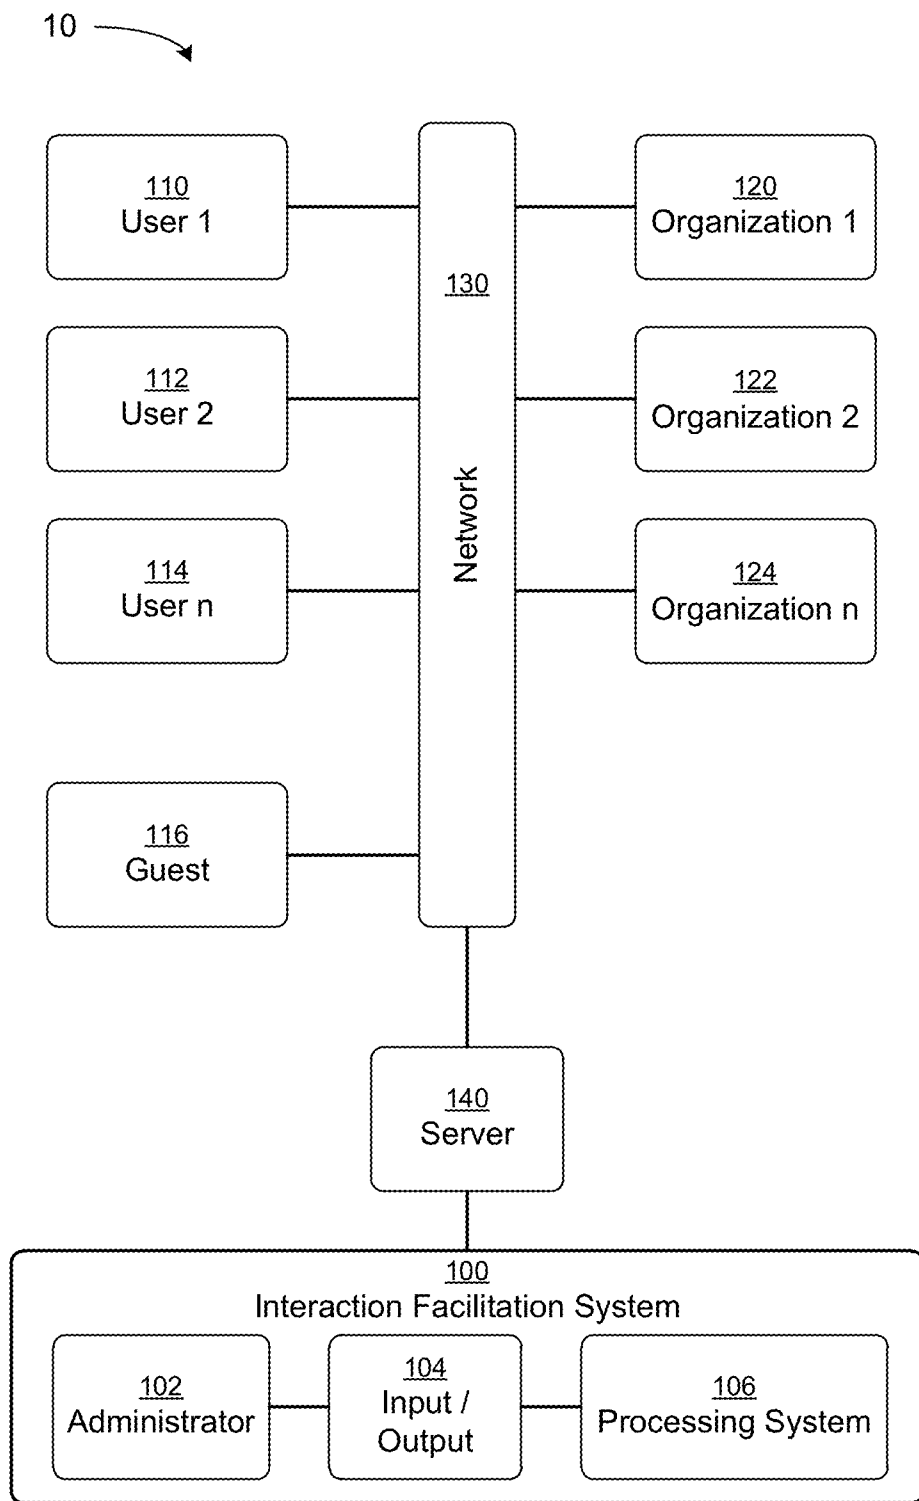 10
110
User 1
112
User 2
114
User n
116
Guest
130
Network
120
Organization 1
122
Organization 2
124
Organization n
140
Server
100
Interaction Facilitation System
102
Administrator
104
Input /
Output
106
Processing System